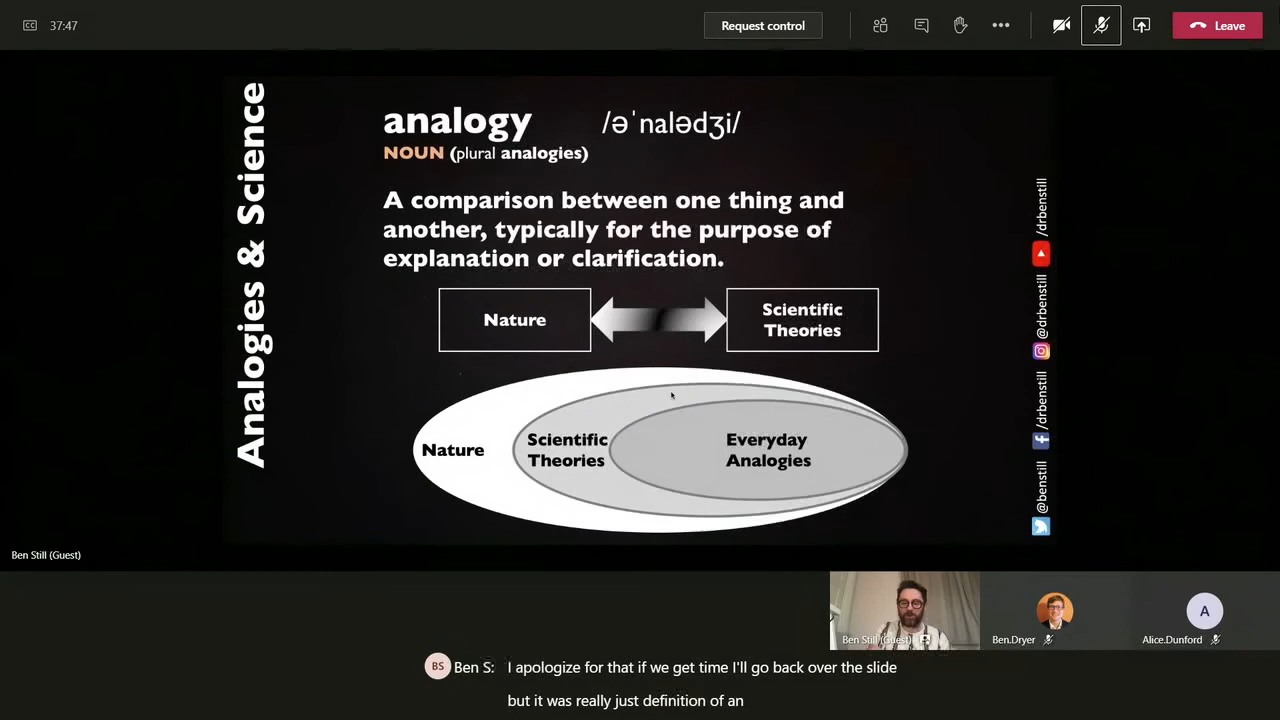 CC 37:47
Request control
Leave
Analogies & Science
analogy /əˈnalədʒi/
NOUN (plural analogies)
A comparison between one thing and
another, typically for the purpose of
explanation or clarification.
Nature
Scientific
Theories
Nature
Scientific
Theories
Everyday
Analogies
/drbenstill
@drbenstill
/drbenstill
@benstill
Ben Still (Guest)
Ben Still (Guest)
Ben.Dryer
A
Alice.Dunford
BS Ben S: I apologize for that if we get time I'll go back over the slide
but it was really just definition of an